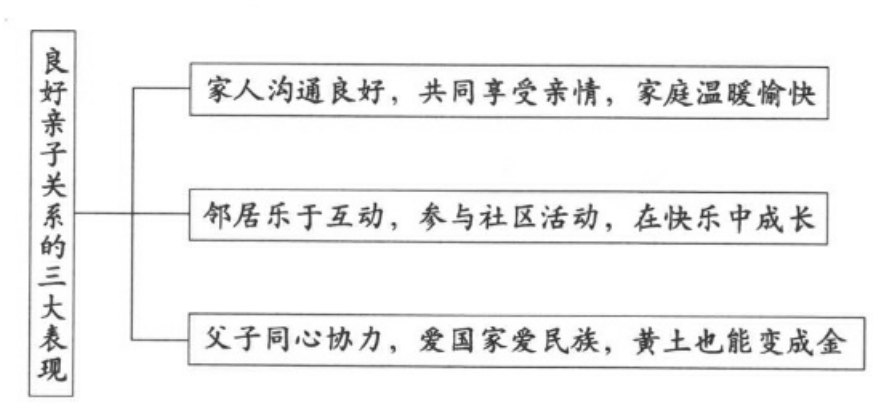 良好亲子关系的三大表现
家人沟通良好，共同享受亲情，家庭温暖愉快
邻居乐于互动，参与社区活动，在快乐中成长
父子同心协力，爱国家爱民族，黄土也能变成金